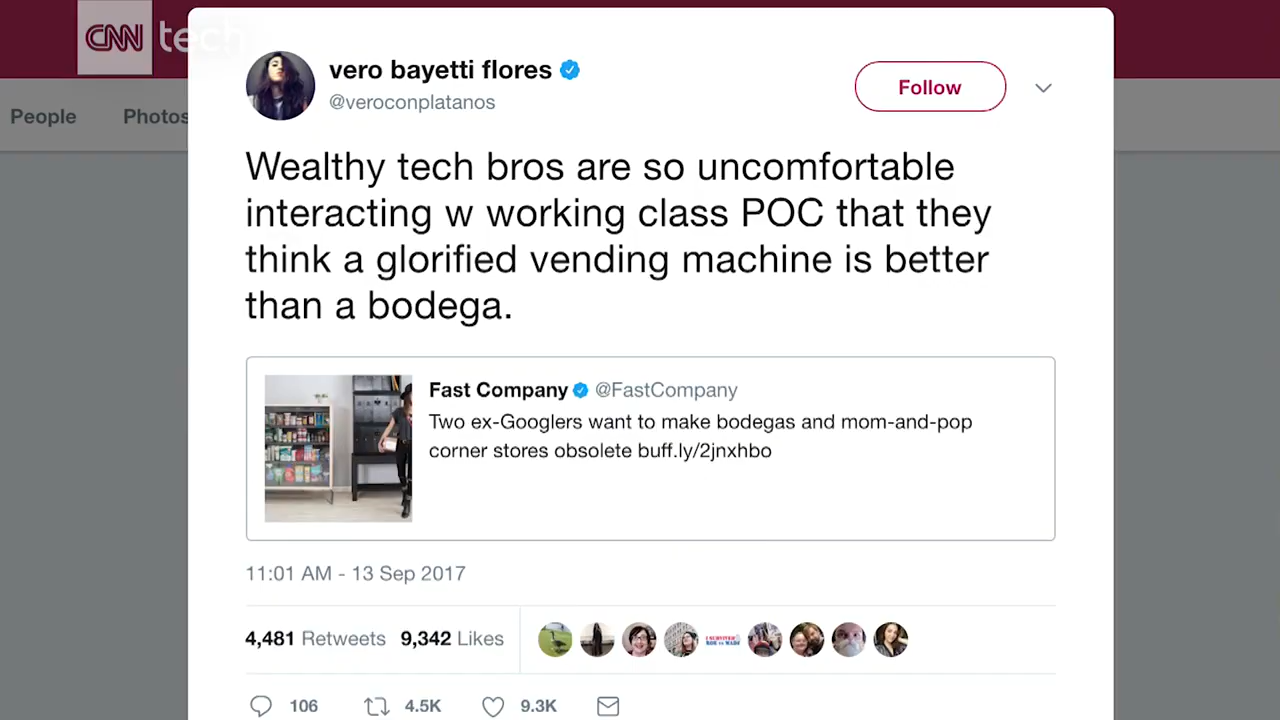 CNN tech
People Photos
vero bayetti flores
@veroconplatanos
Follow
Wealthy tech bros are so uncomfortable
interacting w working class POC that they
think a glorified vending machine is better
than a bodega.
Fast Company @FastCompany
Two ex-Googlers want to make bodegas and mom-and-pop
corner stores obsolete buff.ly/2jnxhbo
11:01 AM - 13 Sep 2017
4,481 Retweets 9,342 Likes
106 4.5K 9.3K